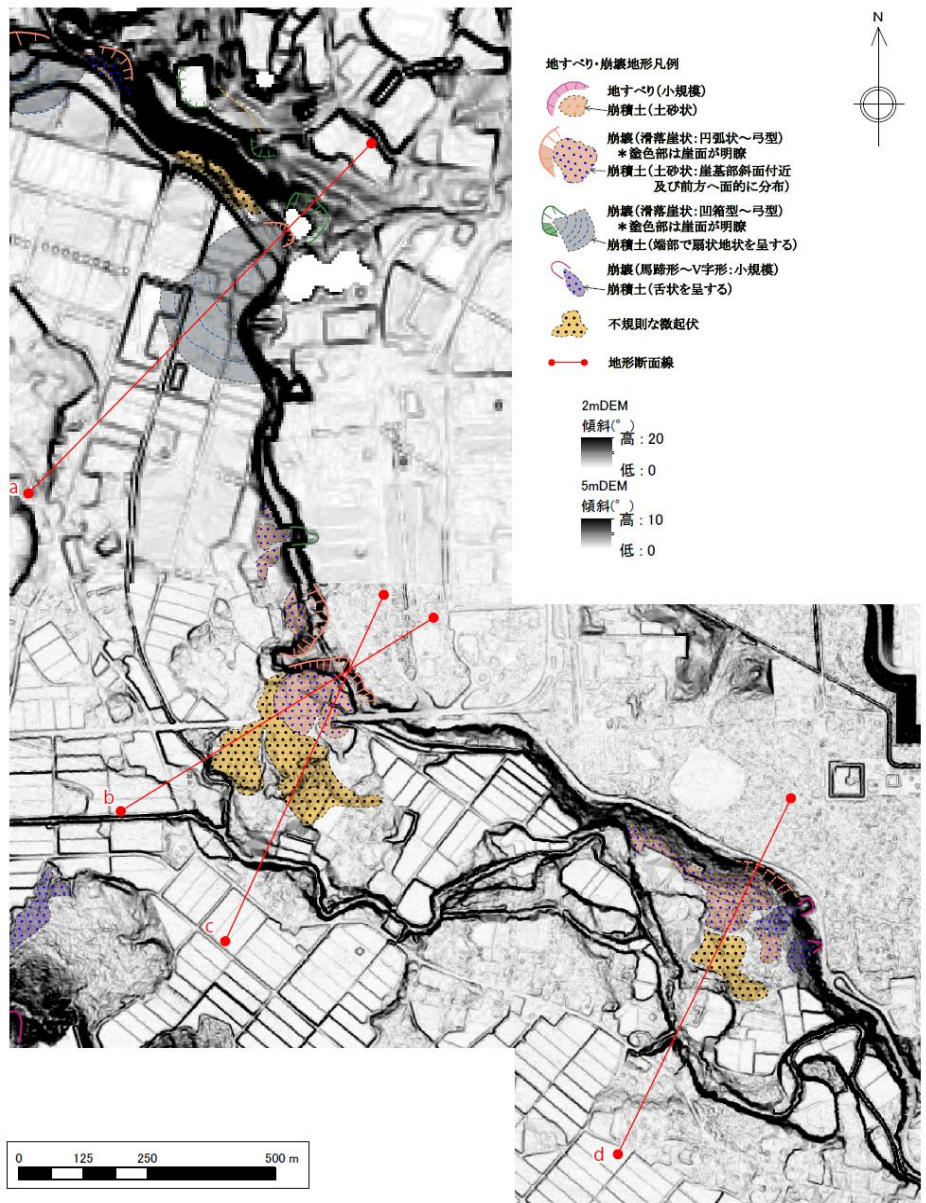 N
地すべり・崩壊地形凡例
地すべり(小規模)
崩積土(土砂状)
崩壊(滑落崖状:円弧状~弓型)
*塗色部は崖面が明瞭
崩積土(土砂状:崖基部斜面付近
及び前方へ面的に分布)
崩壊(滑落崖状:凹箱型~弓型)
*塗色部は崖面が明瞭
崩積土(端部で扇状地状を呈する)
崩壊(馬蹄形~V字形:小規模)
崩積土(舌状を呈する)
不規則な微起伏
地形断面線
2mDEM
傾斜(°)
高:20
低:0
5mDEM
傾斜(°)
高:10
低:0
a
b
c
d
0 125 250 500 m